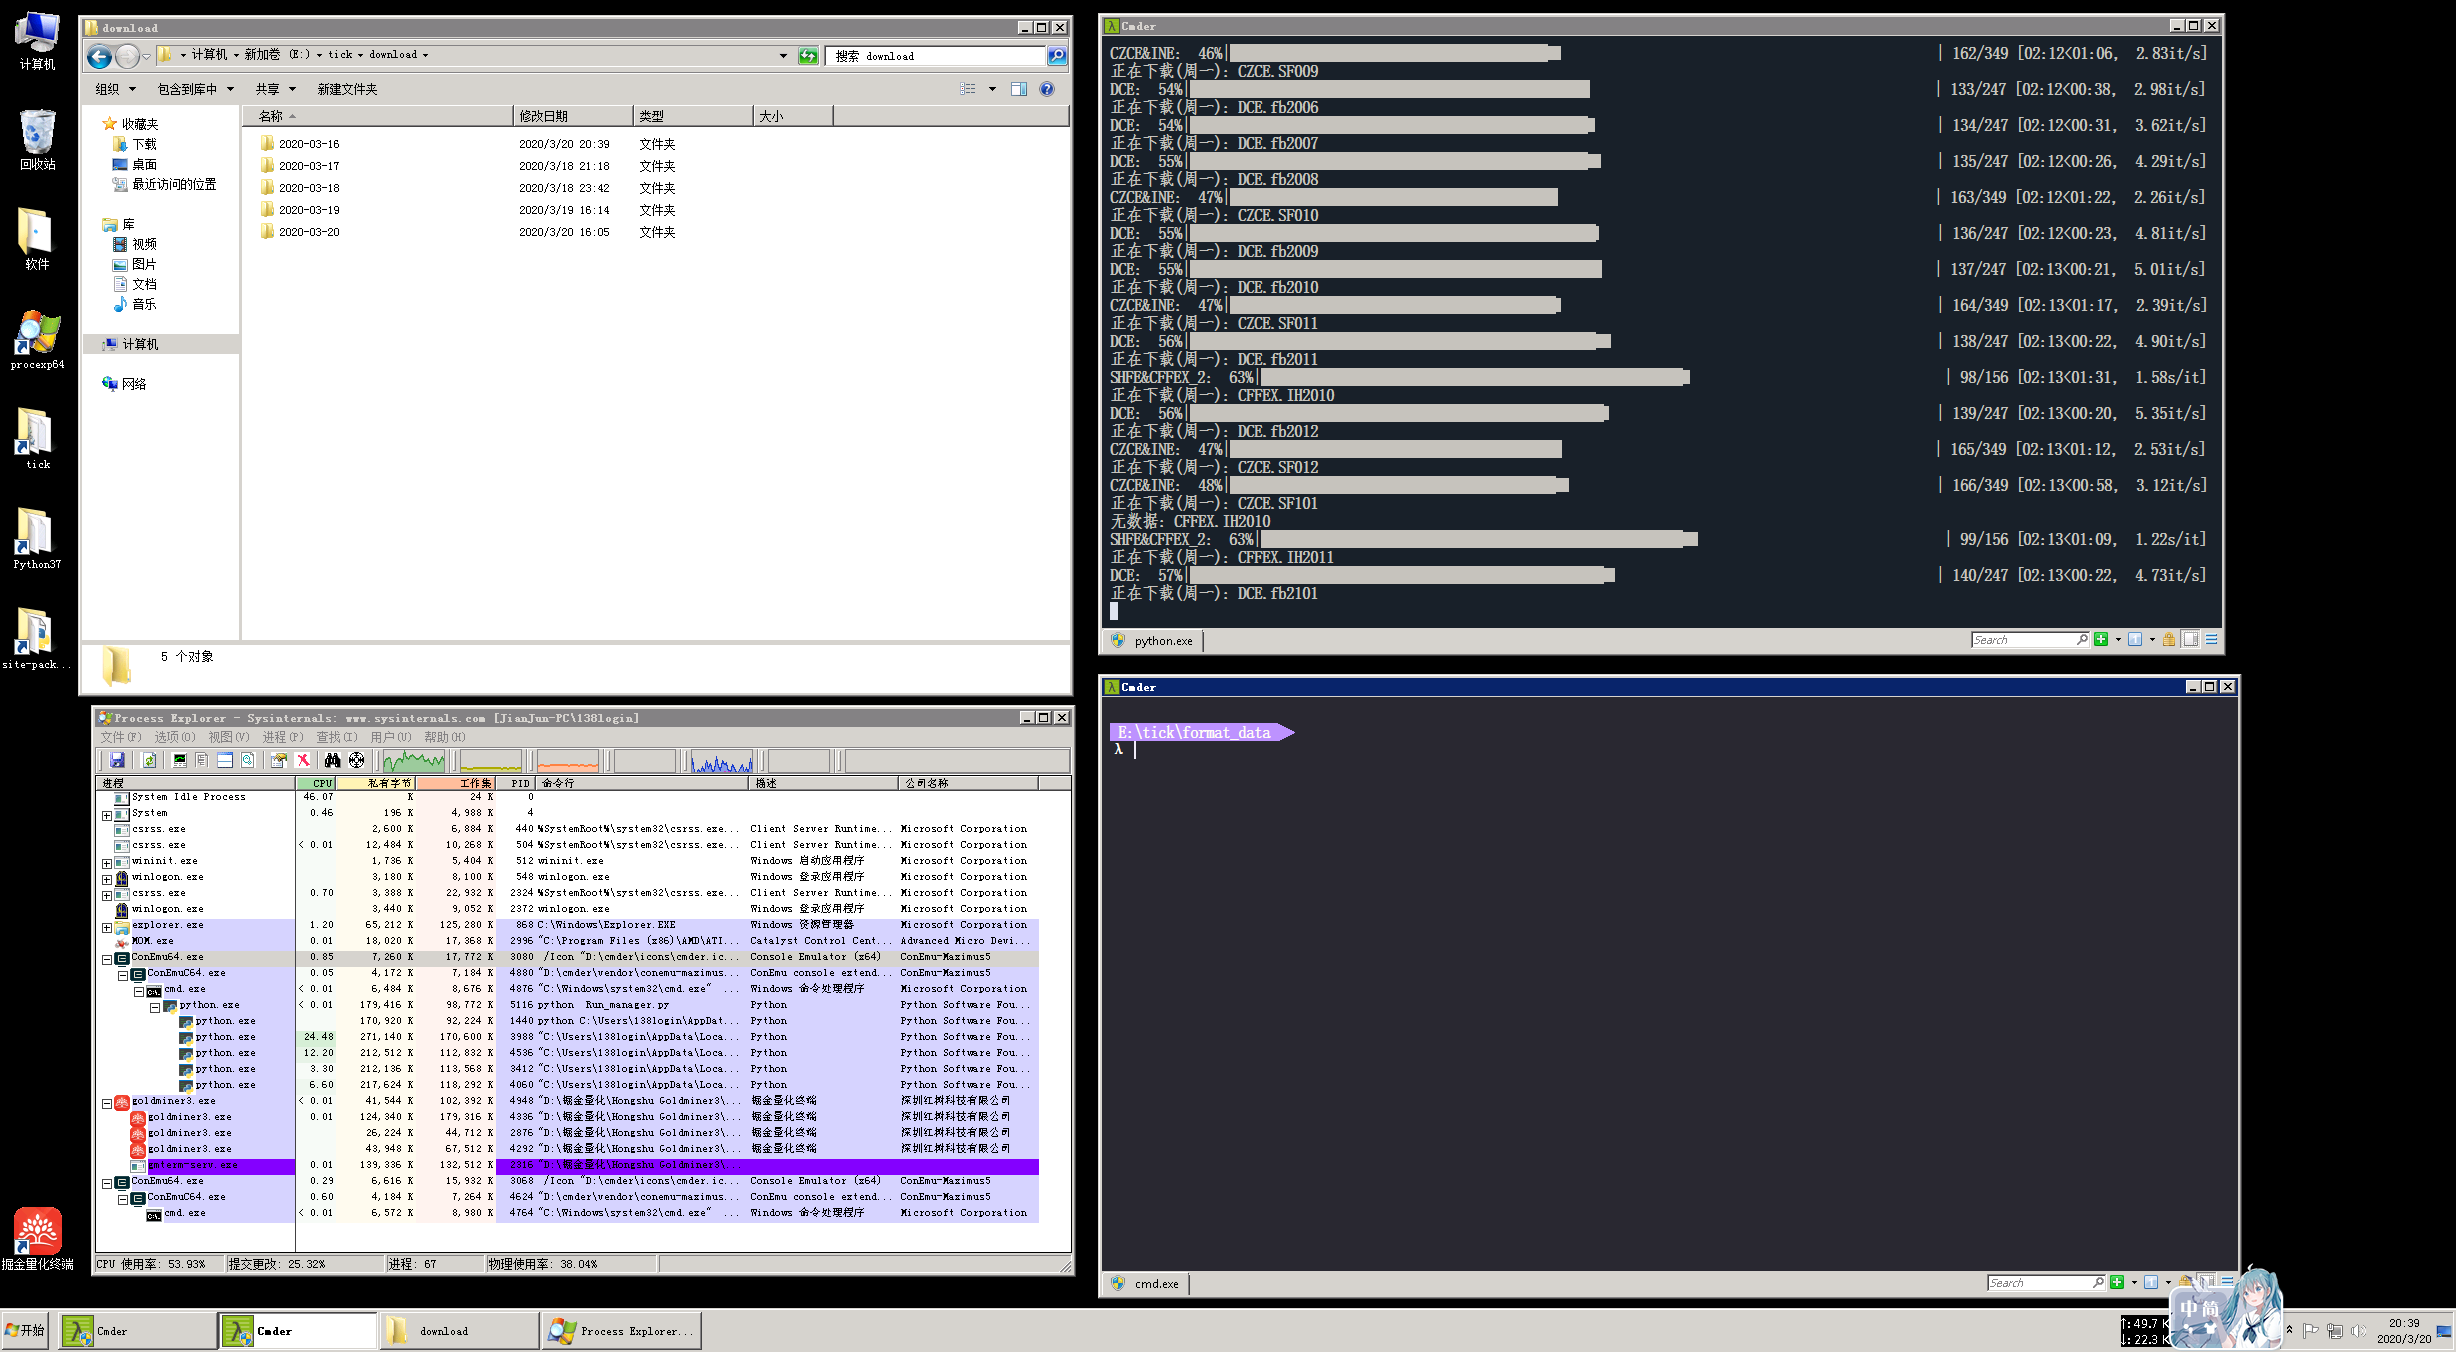 计算机
回收站
软件
procexp64
tick
Python37
site-pack...
掘金量化终端
download
计算机 新加卷 (E:) tick download
搜索 download
组织 包含到库中 共享 新建文件夹
收藏夹
下载
桌面
最近访问的位置
库
视频
图片
文档
音乐
计算机
网络
名称 修改日期 类型 大小
2020-03-16 2020/3/20 20:39 文件夹
2020-03-17 2020/3/18 21:18 文件夹
2020-03-18 2020/3/18 23:42 文件夹
2020-03-19 2020/3/19 16:14 文件夹
2020-03-20 2020/3/20 16:05 文件夹
5 个对象
Cmder
CZCE&INE: 46%| | 162/349 [02:12<01:06, 2.83it/s]
正在下载(周一): CZCE.SF009
DCE: 54%| | 133/247 [02:12<00:38, 2.98it/s]
正在下载(周一): DCE.fb2006
DCE: 54%| | 134/247 [02:12<00:31, 3.62it/s]
正在下载(周一): DCE.fb2007
DCE: 55%| | 135/247 [02:12<00:26, 4.29it/s]
正在下载(周一): DCE.fb2008
CZCE&INE: 47%| | 163/349 [02:12<01:22, 2.26it/s]
正在下载(周一): CZCE.SF010
DCE: 55%| | 136/247 [02:12<00:23, 4.81it/s]
正在下载(周一): DCE.fb2009
DCE: 55%| | 137/247 [02:13<00:21, 5.01it/s]
正在下载(周一): DCE.fb2010
CZCE&INE: 47%| | 164/349 [02:13<01:17, 2.39it/s]
正在下载(周一): CZCE.SF011
DCE: 56%| | 138/247 [02:13<00:22, 4.90it/s]
正在下载(周一): DCE.fb2011
SHFE&CFFEX_2: 63%| | 98/156 [02:13<01:31, 1.58s/it]
正在下载(周一): CFFEX.IH2010
DCE: 56%| | 139/247 [02:13<00:20, 5.35it/s]
正在下载(周一): DCE.fb2012
CZCE&INE: 47%| | 165/349 [02:13<01:12, 2.53it/s]
正在下载(周一): CZCE.SF012
CZCE&INE: 48%| | 166/349 [02:13<00:58, 3.12it/s]
正在下载(周一): CZCE.SF101
无数据: CFFEX.IH2010
SHFE&CFFEX_2: 63%| | 99/156 [02:13<01:09, 1.22s/it]
正在下载(周一): CFFEX.IH2011
DCE: 57%| | 140/247 [02:13<00:22, 4.73it/s]
正在下载(周一): DCE.fb2101
python.exe Search
Process Explorer - Sysinternals: www.sysinternals.com [JianJun-PC\138login]
文件(F) 选项(O) 视图(V) 进程(P) 查找(I) 用户(U) 帮助(H)
进程 CPU 私有字节 工作集 PID 命令行 描述 公司名称
System Idle Process 46.07 K 24 K 0
System 0.46 196 K 4,988 K 4
csrss.exe 2,600 K 6,884 K 440 %SystemRoot%\system32\csrss.exe... Client Server Runtime... Microsoft Corporation
csrss.exe < 0.01 12,484 K 10,268 K 504 %SystemRoot%\system32\csrss.exe... Client Server Runtime... Microsoft Corporation
wininit.exe 1,736 K 5,404 K 512 wininit.exe Windows 启动应用程序 Microsoft Corporation
winlogon.exe 3,180 K 8,100 K 548 winlogon.exe Windows 登录应用程序 Microsoft Corporation
csrss.exe 0.70 3,388 K 22,932 K 2324 %SystemRoot%\system32\csrss.exe... Client Server Runtime... Microsoft Corporation
winlogon.exe 3,440 K 9,052 K 2372 winlogon.exe Windows 登录应用程序 Microsoft Corporation
explorer.exe 1.20 65,212 K 125,280 K 868 C:\Windows\Explorer.EXE Windows 资源管理器 Microsoft Corporation
MOM.exe 0.01 18,020 K 17,368 K 2996 "C:\Program Files (x86)\AMD\ATI... Catalyst Control Cent... Advanced Micro Devi...
ConEmu64.exe 0.85 7,260 K 17,772 K 3080 /Icon "D:\cmder\icons\cmder.ic... Console Emulator (x64) ConEmu-Maximus5
ConEmuC64.exe 0.05 4,172 K 7,184 K 4880 "D:\cmder\vendor\conemu-maximus... ConEmu console extend... ConEmu-Maximus5
cmd.exe < 0.01 6,484 K 8,676 K 4876 "C:\Windows\system32\cmd.exe" ... Windows 命令处理程序 Microsoft Corporation
python.exe < 0.01 179,416 K 98,772 K 5116 python Run_manager.py Python Python Software Fou...
python.exe 170,920 K 92,224 K 1440 python C:\Users\138login\AppDat... Python Python Software Fou...
python.exe 24.48 271,140 K 170,600 K 3988 "C:\Users\138login\AppData\Loca... Python Python Software Fou...
python.exe 12.20 212,512 K 112,832 K 4536 "C:\Users\138login\AppData\Loca... Python Python Software Fou...
python.exe 3.30 212,136 K 113,568 K 3412 "C:\Users\138login\AppData\Loca... Python Python Software Fou...
python.exe 6.60 217,624 K 118,292 K 4060 "C:\Users\138login\AppData\Loca... Python Python Software Fou...
goldminer3.exe < 0.01 41,544 K 102,392 K 4948 "D:\掘金量化\Hongshu Goldminer3\... 掘金量化终端 深圳红树科技有限公司
goldminer3.exe 0.01 124,340 K 179,316 K 4336 "D:\掘金量化\Hongshu Goldminer3\... 掘金量化终端 深圳红树科技有限公司
goldminer3.exe 26,224 K 44,712 K 2876 "D:\掘金量化\Hongshu Goldminer3\... 掘金量化终端 深圳红树科技有限公司
goldminer3.exe 43,948 K 67,512 K 4292 "D:\掘金量化\Hongshu Goldminer3\... 掘金量化终端 深圳红树科技有限公司
gmterm-serv.exe 0.01 139,336 K 132,512 K 2316 "D:\掘金量化\Hongshu Goldminer3\...
ConEmu64.exe 0.29 6,616 K 15,932 K 3068 /Icon "D:\cmder\icons\cmder.ic... Console Emulator (x64) ConEmu-Maximus5
ConEmuC64.exe 0.60 4,184 K 7,264 K 4624 "D:\cmder\vendor\conemu-maximus... ConEmu console extend... ConEmu-Maximus5
cmd.exe < 0.01 6,572 K 8,980 K 4764 "C:\Windows\system32\cmd.exe" ... Windows 命令处理程序 Microsoft Corporation
CPU 使用率: 53.93% 提交更改: 25.32% 进程: 67 物理使用率: 38.04%
Cmder
E:\tick\format_data
λ
cmd.exe Search
开始 Cmder Cmder download Process Explorer...
↑: 49.7 K
↓: 22.3 K
中 简
20:39
2020/3/20